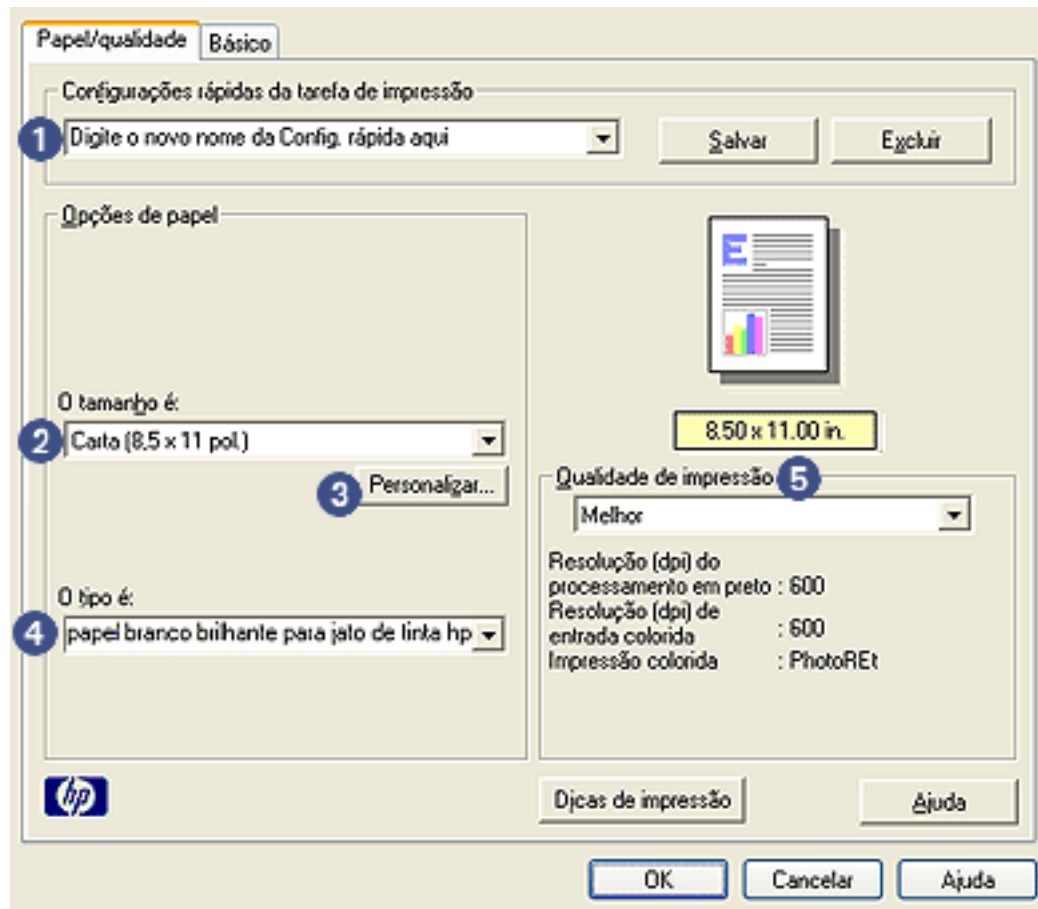 Papel/qualidade Básico
Configurações rápidas da tarefa de impressão
1 Digite o novo nome da Config. rápida aqui Salvar Excluir
Opções de papel
E
O tamanho é:
2 Carta (8,5 x 11 pol.) 8.50 x 11.00 in.
3 Personalizar... Qualidade de impressão 5
Melhor
Resolução (dpi) do
processamento em preto : 600
O tipo é:
Resolução (dpi) de
entrada colorida : 600
4 papel branco brilhante para jato de tinta hp
Impressão colorida : PhotoREt
hp Dicas de impressão Ajuda
OK Cancelar Ajuda